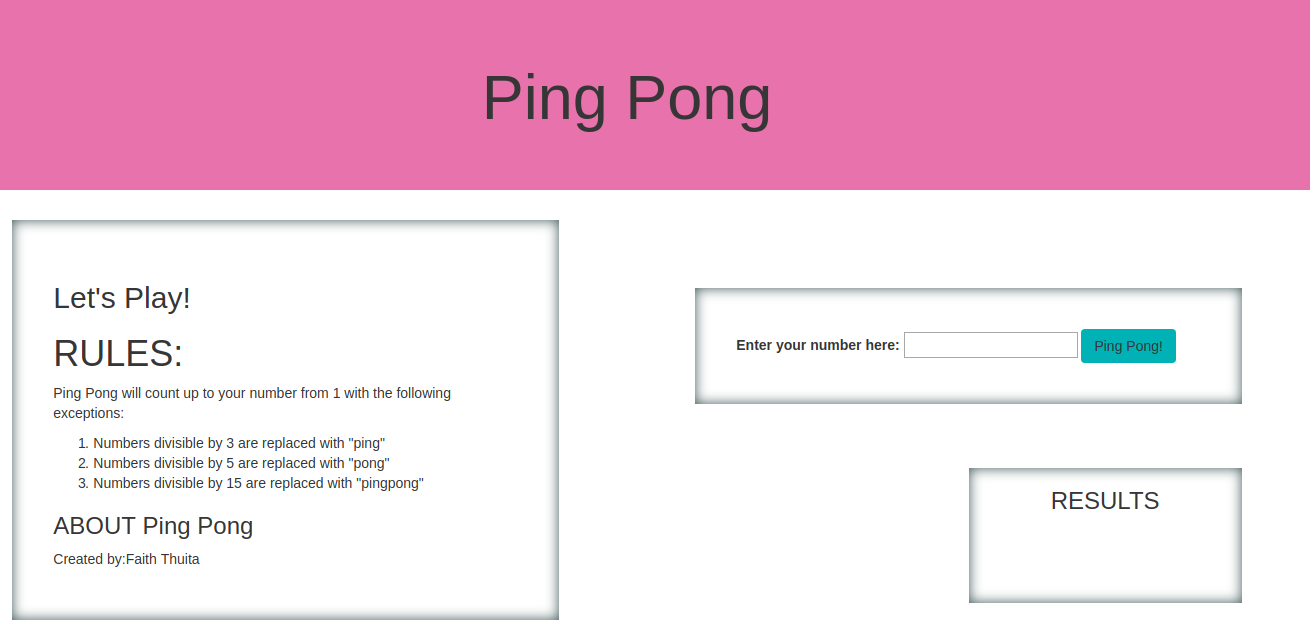 Ping Pong
Let's Play!
RULES:
Ping Pong will count up to your number from 1 with the following
exceptions:
1. Numbers divisible by 3 are replaced with "ping"
2. Numbers divisible by 5 are replaced with "pong"
3. Numbers divisible by 15 are replaced with "pingpong"
ABOUT Ping Pong
Created by:Faith Thuita
Enter your number here: Ping Pong!
RESULTS